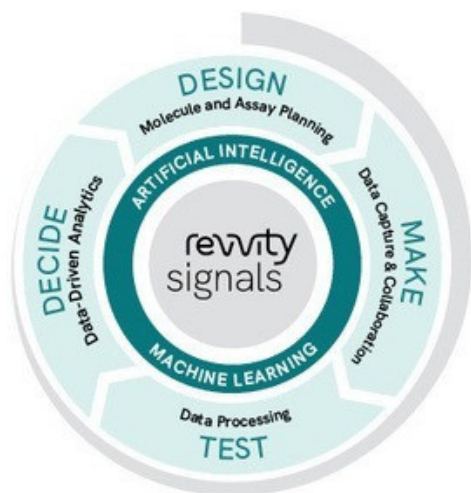 DESIGN
Molecule and Assay Planning
MAKE
Data Capture & Collaboration
Data Processing
TEST
DECIDE
Data-Driven Analytics
ARTIFICIAL INTELLIGENCE
MACHINE LEARNING
revvity
signals